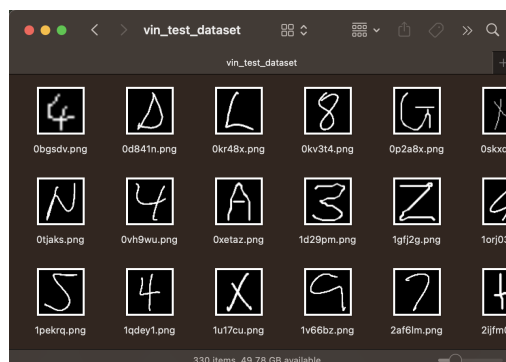 vin_test_dataset
vin_test_dataset
4 D L 8 G
0bgsdv.png 0d841n.png 0kr48x.png 0kv3t4.png 0p2a8x.png
N 4 A 3 Z
0tjaks.png 0vh9wu.png 0xetaz.png 1d29pm.png 1gfj2g.png
5 4 X 9 7
1pekrq.png 1qdey1.png 1u17cu.png 1v66bz.png 2af6lm.png
330 items, 49.78 GB available